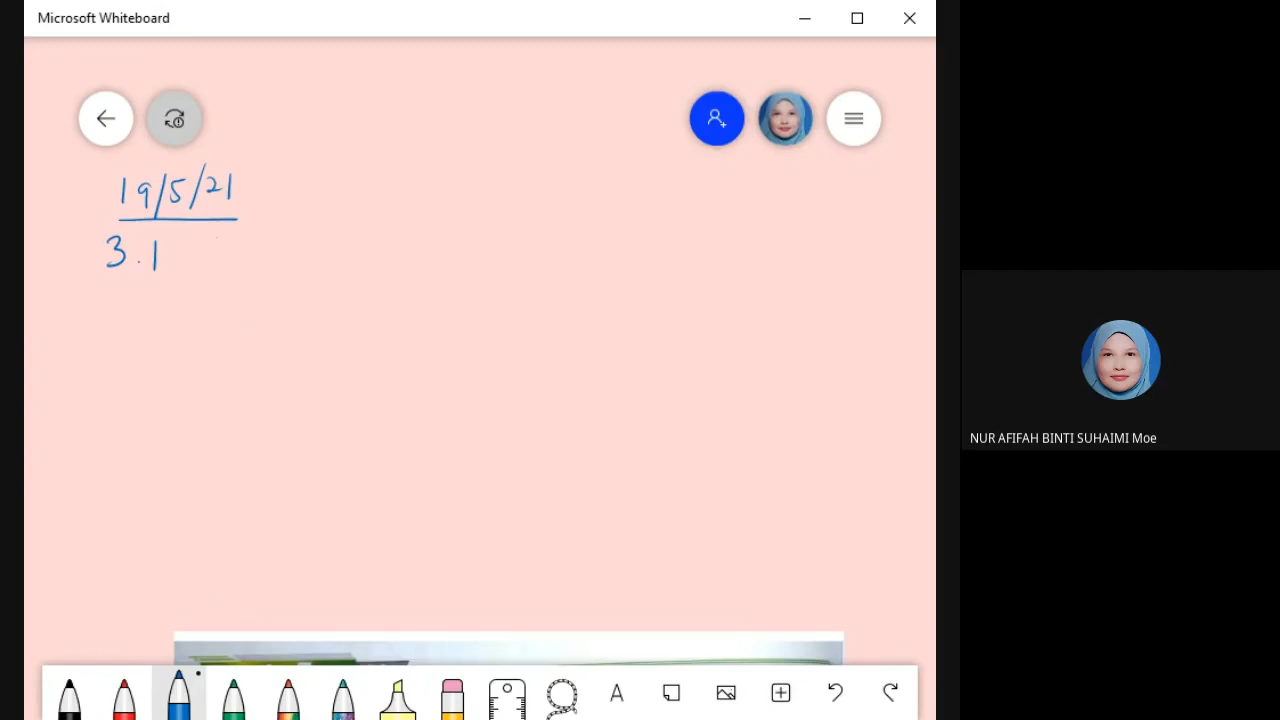 Microsoft Whiteboard
19/5/21
3.1
NUR AFIFAH BINTI SUHAIMI Moe
A